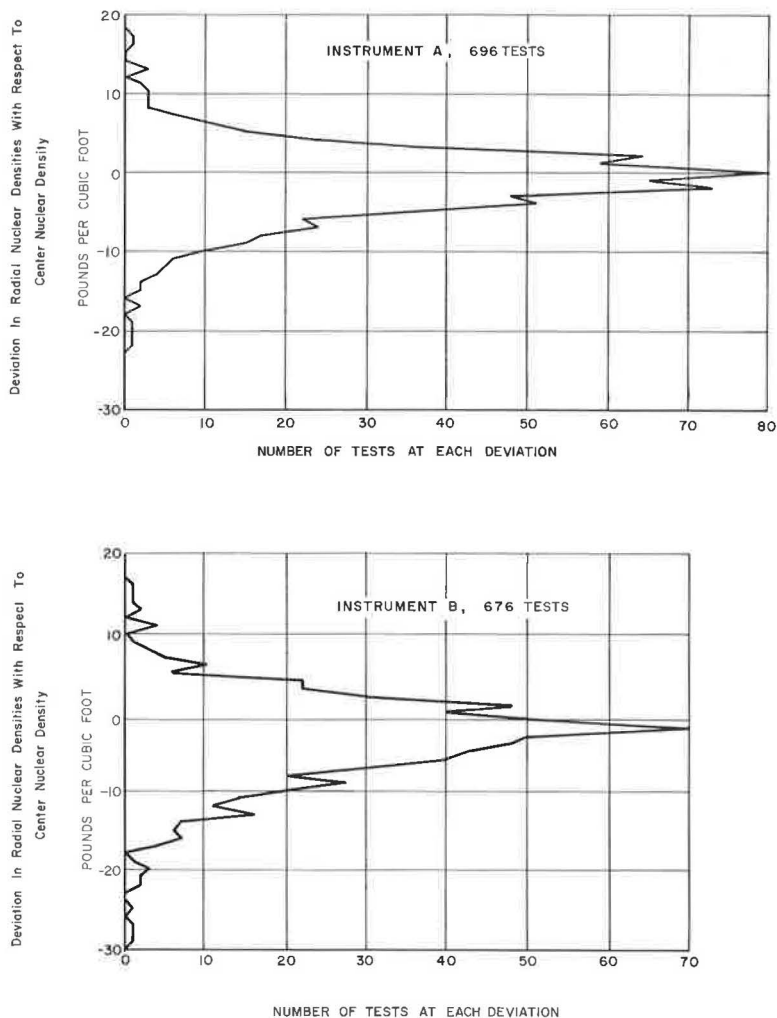 Deviation In Radial Nuclear Densities With Respect To
Center Nuclear Density
POUNDS PER CUBIC FOOT
20
10
0
-10
-20
-30
INSTRUMENT A, 696 TESTS
0 10 20 30 40 50 60 70 80
NUMBER OF TESTS AT EACH DEVIATION
Deviation In Radial Nuclear Densities With Respect To
Center Nuclear Density
POUNDS PER CUBIC FOOT
20
10
0
-10
-20
-30
INSTRUMENT B, 676 TESTS
0 10 20 30 40 50 60 70
NUMBER OF TESTS AT EACH DEVIATION